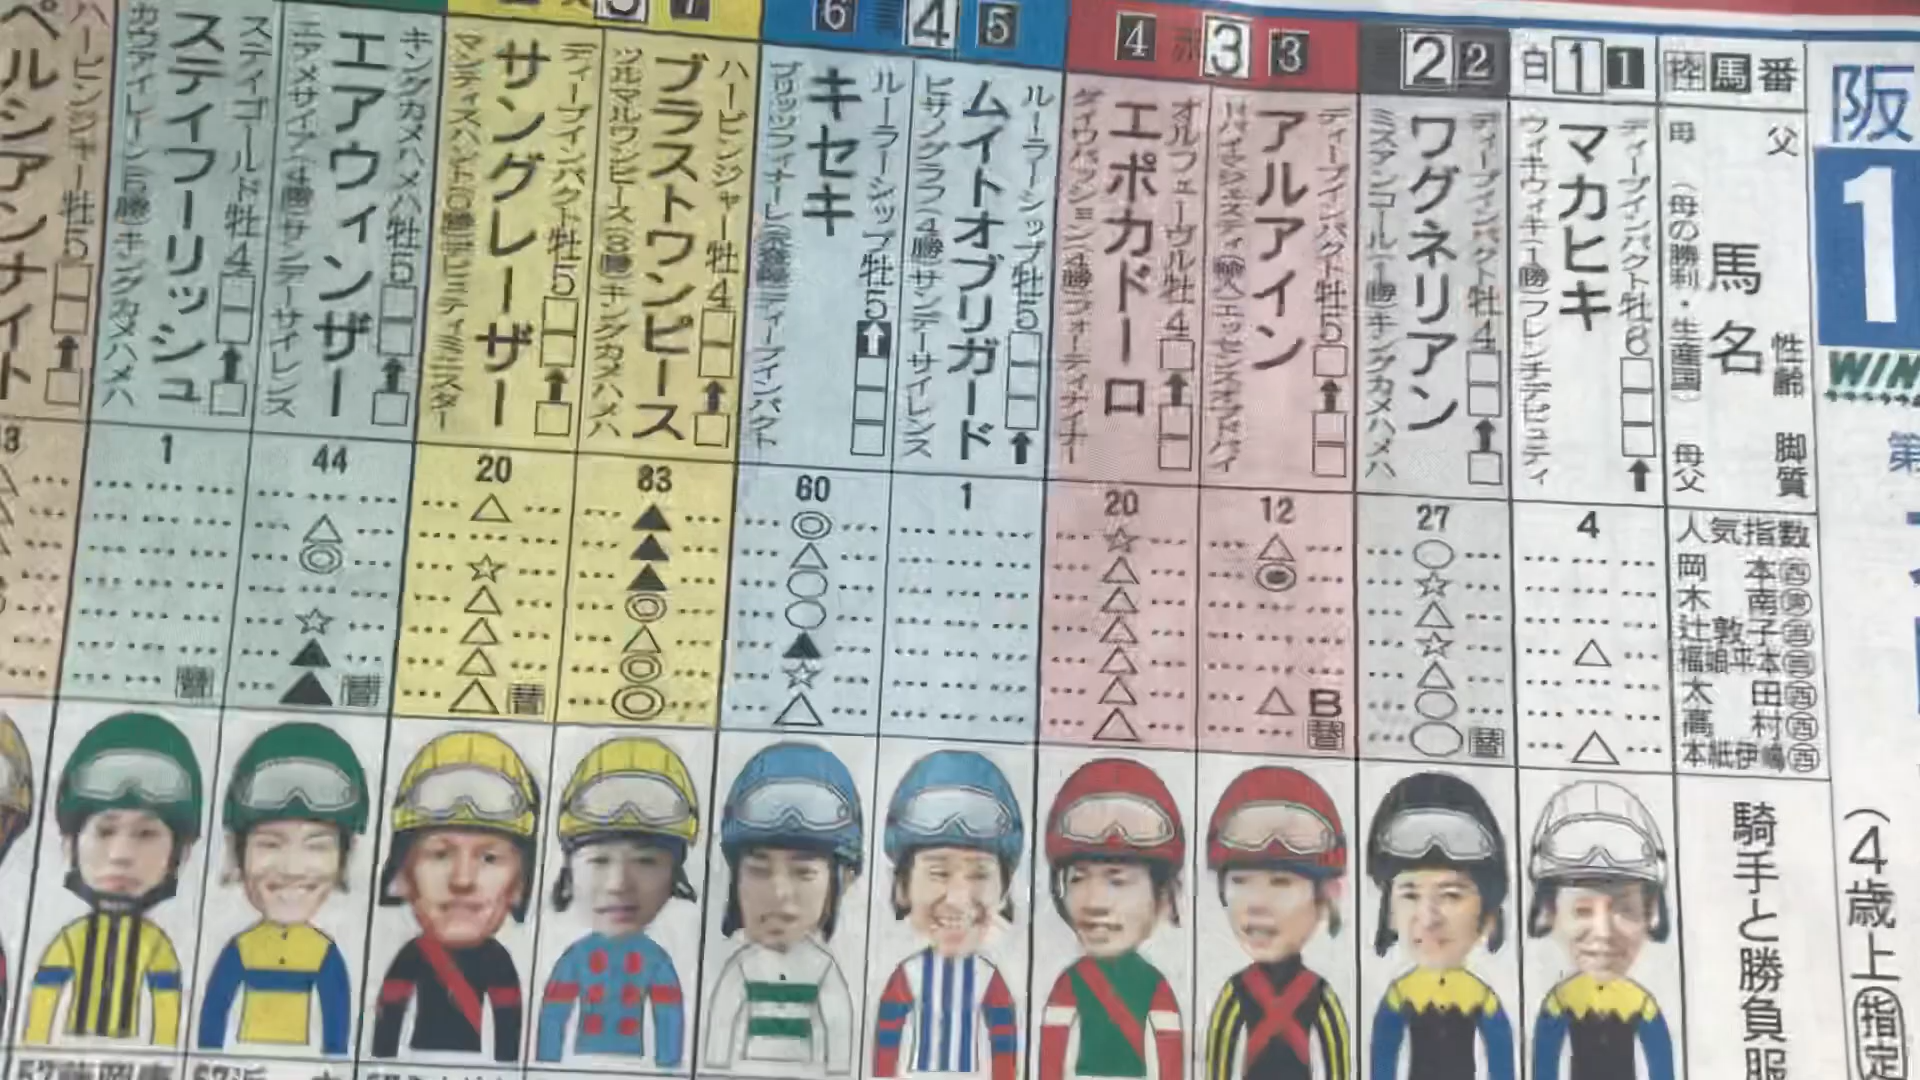 阪
1
WIN
(4歳上
指定
枠 馬 番
父
馬名
母 (母の勝利・生産国) 母父
性齢 脚質
人気指数
岡本西
木南東
辻敦子
福嶋平本
太田西
高村西
本紙伊嶋西
騎手と勝負服
白 1 1
ディープインパクト牡6
マカヒキ
ウィキウィキ(1勝)フレンチデピュティ
4
2 2
ディープインパクト牡4
ワグネリアン
ミスアンコール(1勝)キングカメハメハ
27
替
赤 3 3
ディープインパクト牡5
アルアイン
エッセンスオブドバイ
12
B
替
4
オルフェーヴル牡4
エポカドーロ
ダイワパッション(4勝)フォーティナイナー
20
青 4 5
ルーラーシップ牡5
ムイトオブリガード
ピサノグラフ(4勝)サンデーサイレンス
1
6
ルーラーシップ牡5
キセキ
ブリッツフィナーレ(未登録)ディープインパクト
60
5 7
ハービンジャー牡4
ブラストワンピース
ツルマルワンピース(3勝)キングカメハメハ
83
ディープインパクト牡5
サングレーザー
マンティスハント
デピュティミニスター
20
替
キングカメハメハ牡5
エアウィンザー
エアメサイア(4勝)サンデーサイレンス
44
替
ステイゴールド牡4
ステイフーリッシュ
カウアイレーン(5勝)キングカメハメハ
1
替
ハービンジャー牡5
ペルシアンナイト